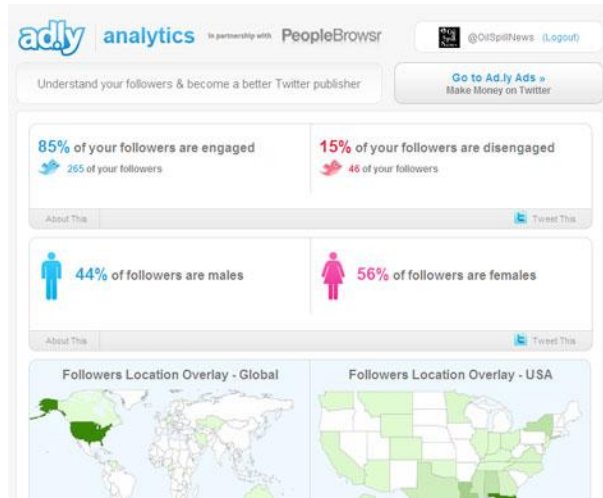 ad.ly analytics In partnership with PeopleBrowsr
@OilSpillNews (Logout)
Understand your followers & become a better Twitter publisher
Go to Ad.ly Ads »
Make Money on Twitter
85% of your followers are engaged
265 of your followers
15% of your followers are disengaged
46 of your followers
About This
Tweet This
44% of followers are males
56% of followers are females
About This
Tweet This
Followers Location Overlay - Global
Followers Location Overlay - USA